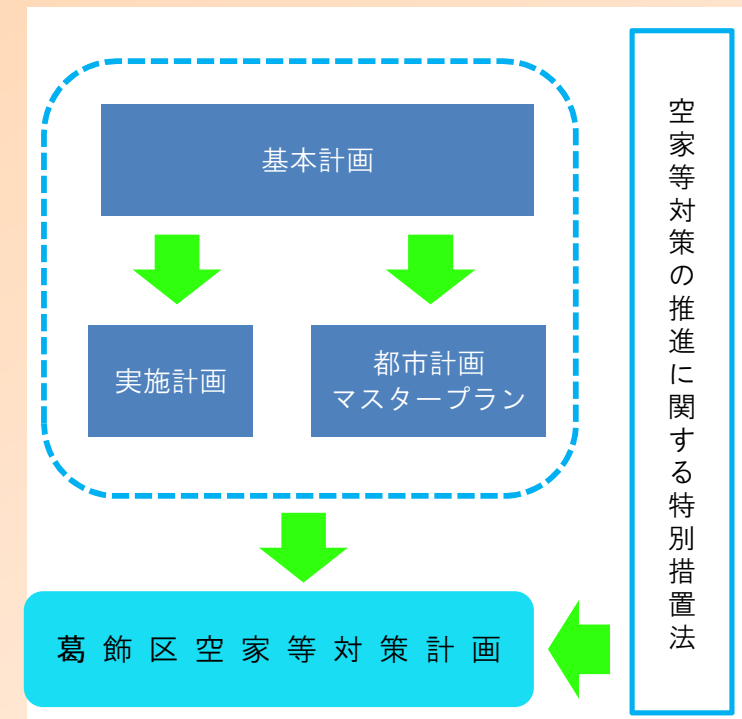 基本計画
実施計画
都市計画
マスタープラン
葛飾区空家等対策計画
空家等対策の推進に関する特別措置法